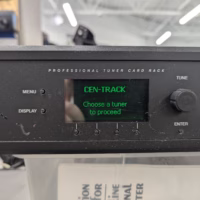 PROFESSIONAL TUNER CARD RACK
MENU
DISPLAY
CEN-TRACK
Choose a tuner
to proceed
TUNE
ENTER